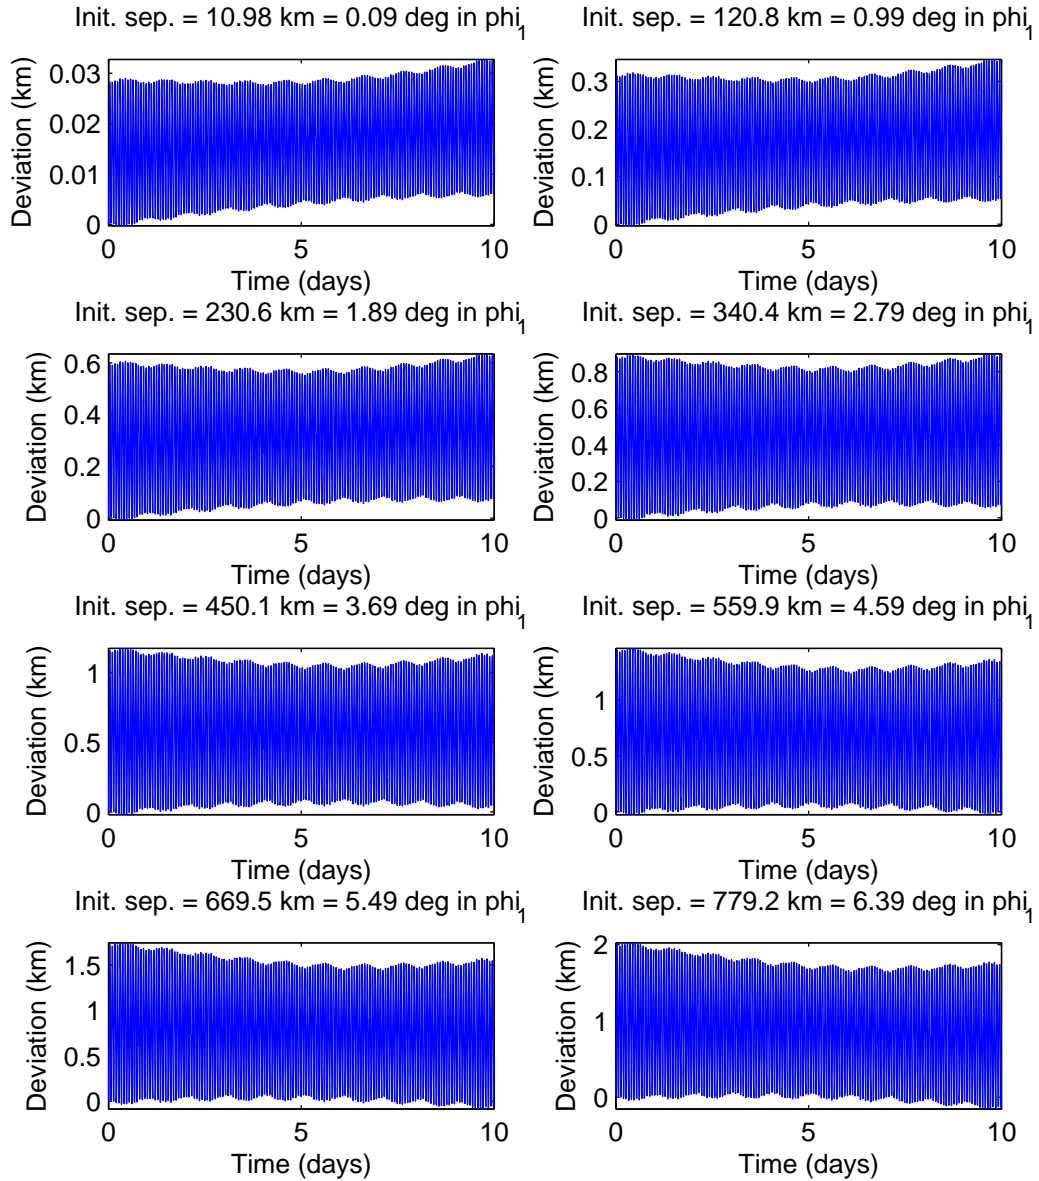 Init. sep. = 10.98 km = 0.09 deg in phi1
Deviation (km)
0.03
0.02
0.01
0
0 5 10
Time (days)
Init. sep. = 120.8 km = 0.99 deg in phi1
Deviation (km)
0.3
0.2
0.1
0
0 5 10
Time (days)
Init. sep. = 230.6 km = 1.89 deg in phi1
Deviation (km)
0.6
0.4
0.2
0
0 5 10
Time (days)
Init. sep. = 340.4 km = 2.79 deg in phi1
Deviation (km)
0.8
0.6
0.4
0.2
0
0 5 10
Time (days)
Init. sep. = 450.1 km = 3.69 deg in phi1
Deviation (km)
1
0.5
0
0 5 10
Time (days)
Init. sep. = 559.9 km = 4.59 deg in phi1
Deviation (km)
1
0.5
0
0 5 10
Time (days)
Init. sep. = 669.5 km = 5.49 deg in phi1
Deviation (km)
1.5
1
0.5
0
0 5 10
Time (days)
Init. sep. = 779.2 km = 6.39 deg in phi1
Deviation (km)
2
1
0
0 5 10
Time (days)